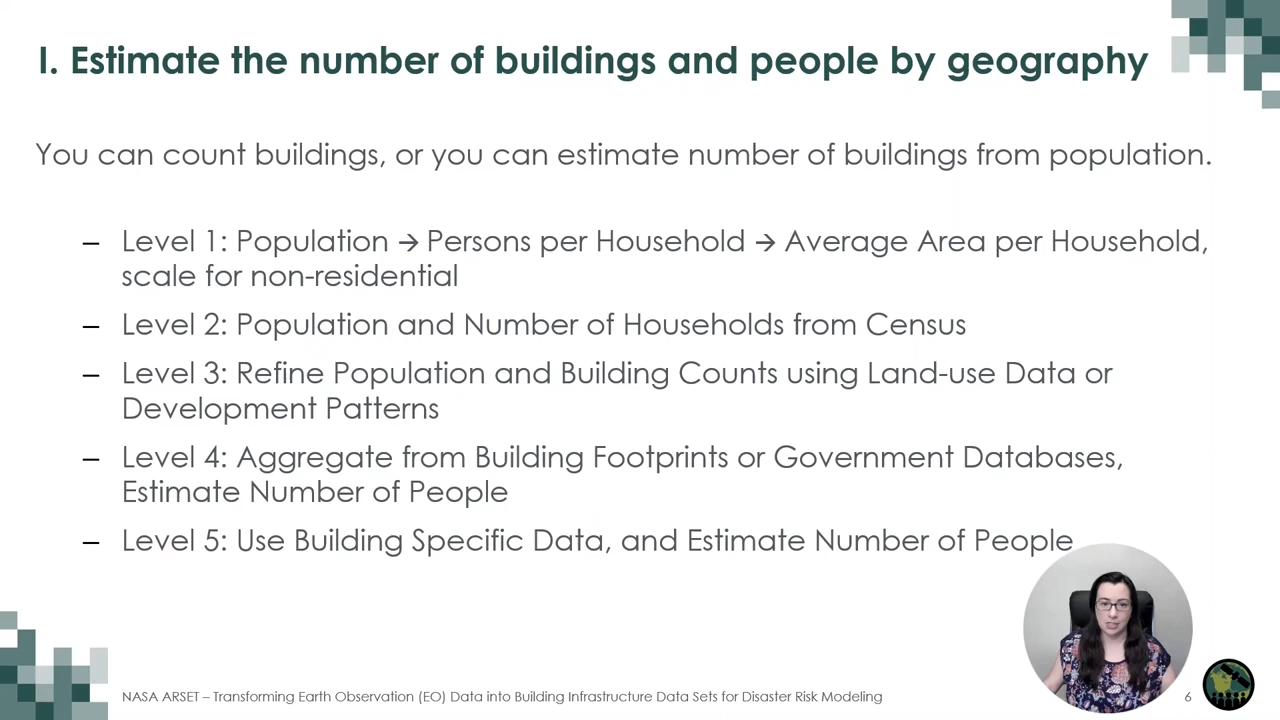 I. Estimate the number of buildings and people by geography
You can count buildings, or you can estimate number of buildings from population.
– Level 1: Population → Persons per Household → Average Area per Household,
scale for non-residential
– Level 2: Population and Number of Households from Census
– Level 3: Refine Population and Building Counts using Land-use Data or
Development Patterns
– Level 4: Aggregate from Building Footprints or Government Databases,
Estimate Number of People
– Level 5: Use Building Specific Data, and Estimate Number of People
NASA ARSET – Transforming Earth Observation (EO) Data into Building Infrastructure Data Sets for Disaster Risk Modeling
6